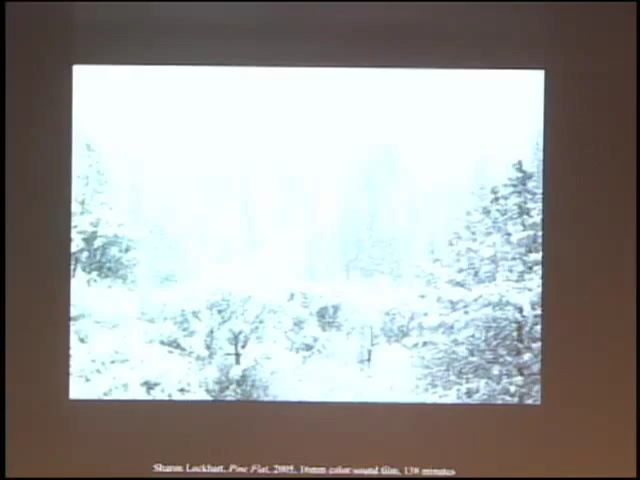 Sharon Lockhart, Pine Flat, 2005, 16mm color sound film, 138 minutes